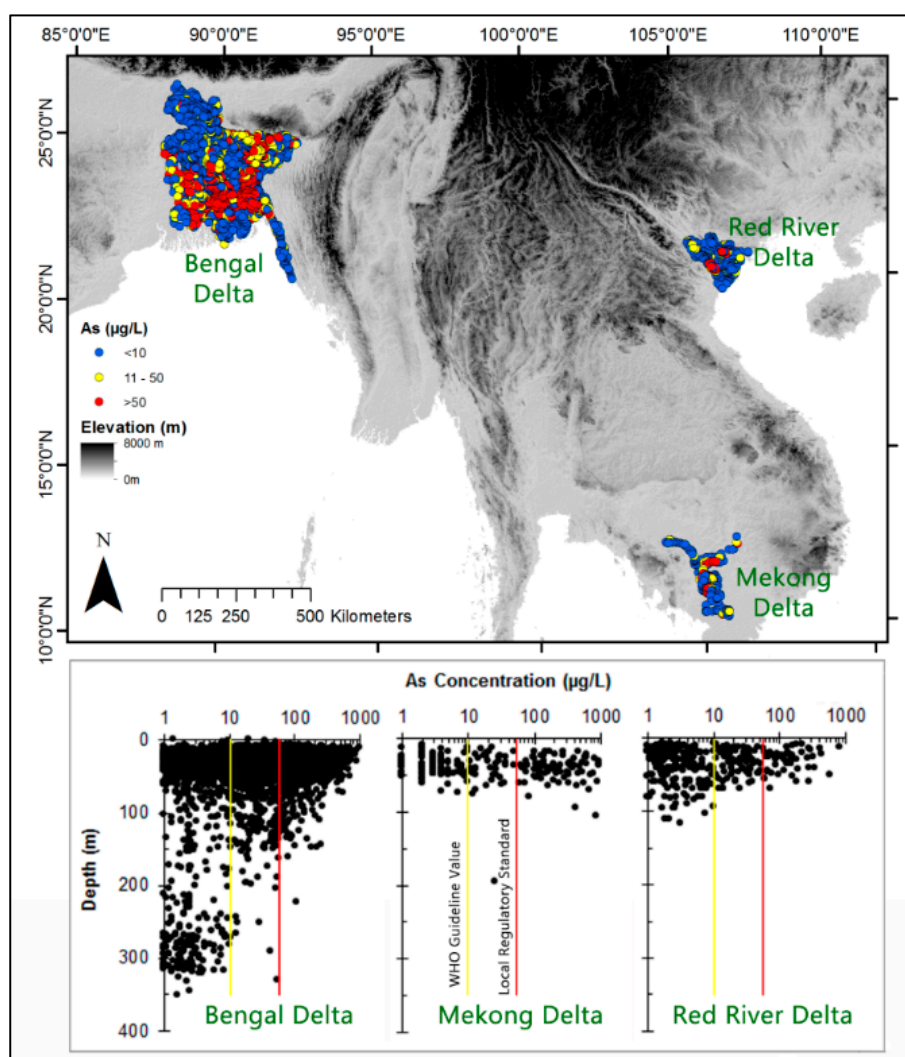 85°0'0"E 90°0'0"E 95°0'0"E 100°0'0"E 105°0'0"E 110°0'0"E
25°0'0"N
20°0'0"N
15°0'0"N
10°0'0"N
Red River
Delta
Bengal
Delta
As (µg/L)
<10
11 - 50
>50
Elevation (m)
8000 m
0m
N
Mekong
Delta
0 125 250 500 Kilometers
As Concentration (µg/L)
1 10 100 1000 1 10 100 1000 1 10 100 1000
0
100
200
300
400
Depth (m)
WHO Guideline Value
Local Regulatory Standard
Bengal Delta Mekong Delta Red River Delta